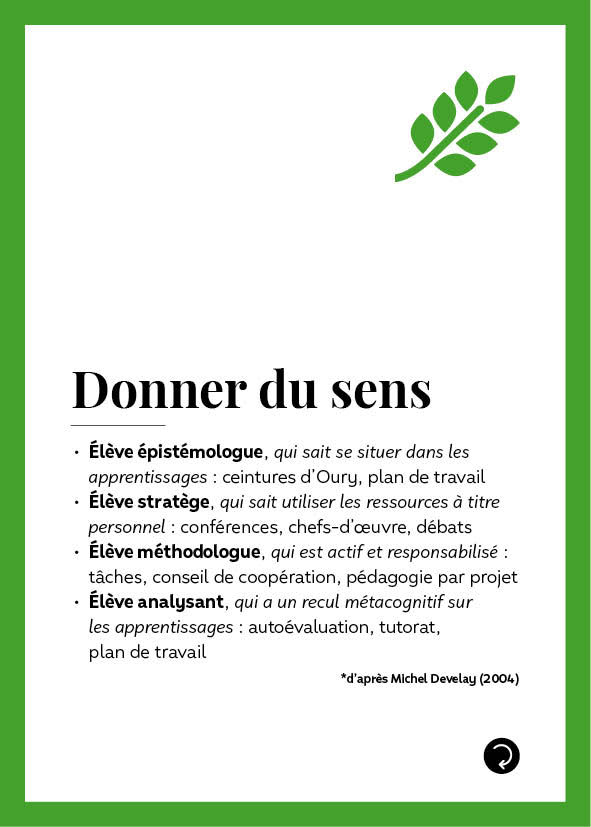 Donner du sens
• Élève épistémologue, qui sait se situer dans les
apprentissages : ceintures d’Oury, plan de travail
• Élève stratège, qui sait utiliser les ressources à titre
personnel : conférences, chefs-d’œuvre, débats
• Élève méthodologue, qui est actif et responsabilisé :
tâches, conseil de coopération, pédagogie par projet
• Élève analysant, qui a un recul métacognitif sur
les apprentissages : autoévaluation, tutorat,
plan de travail
*d’après Michel Develay (2004)